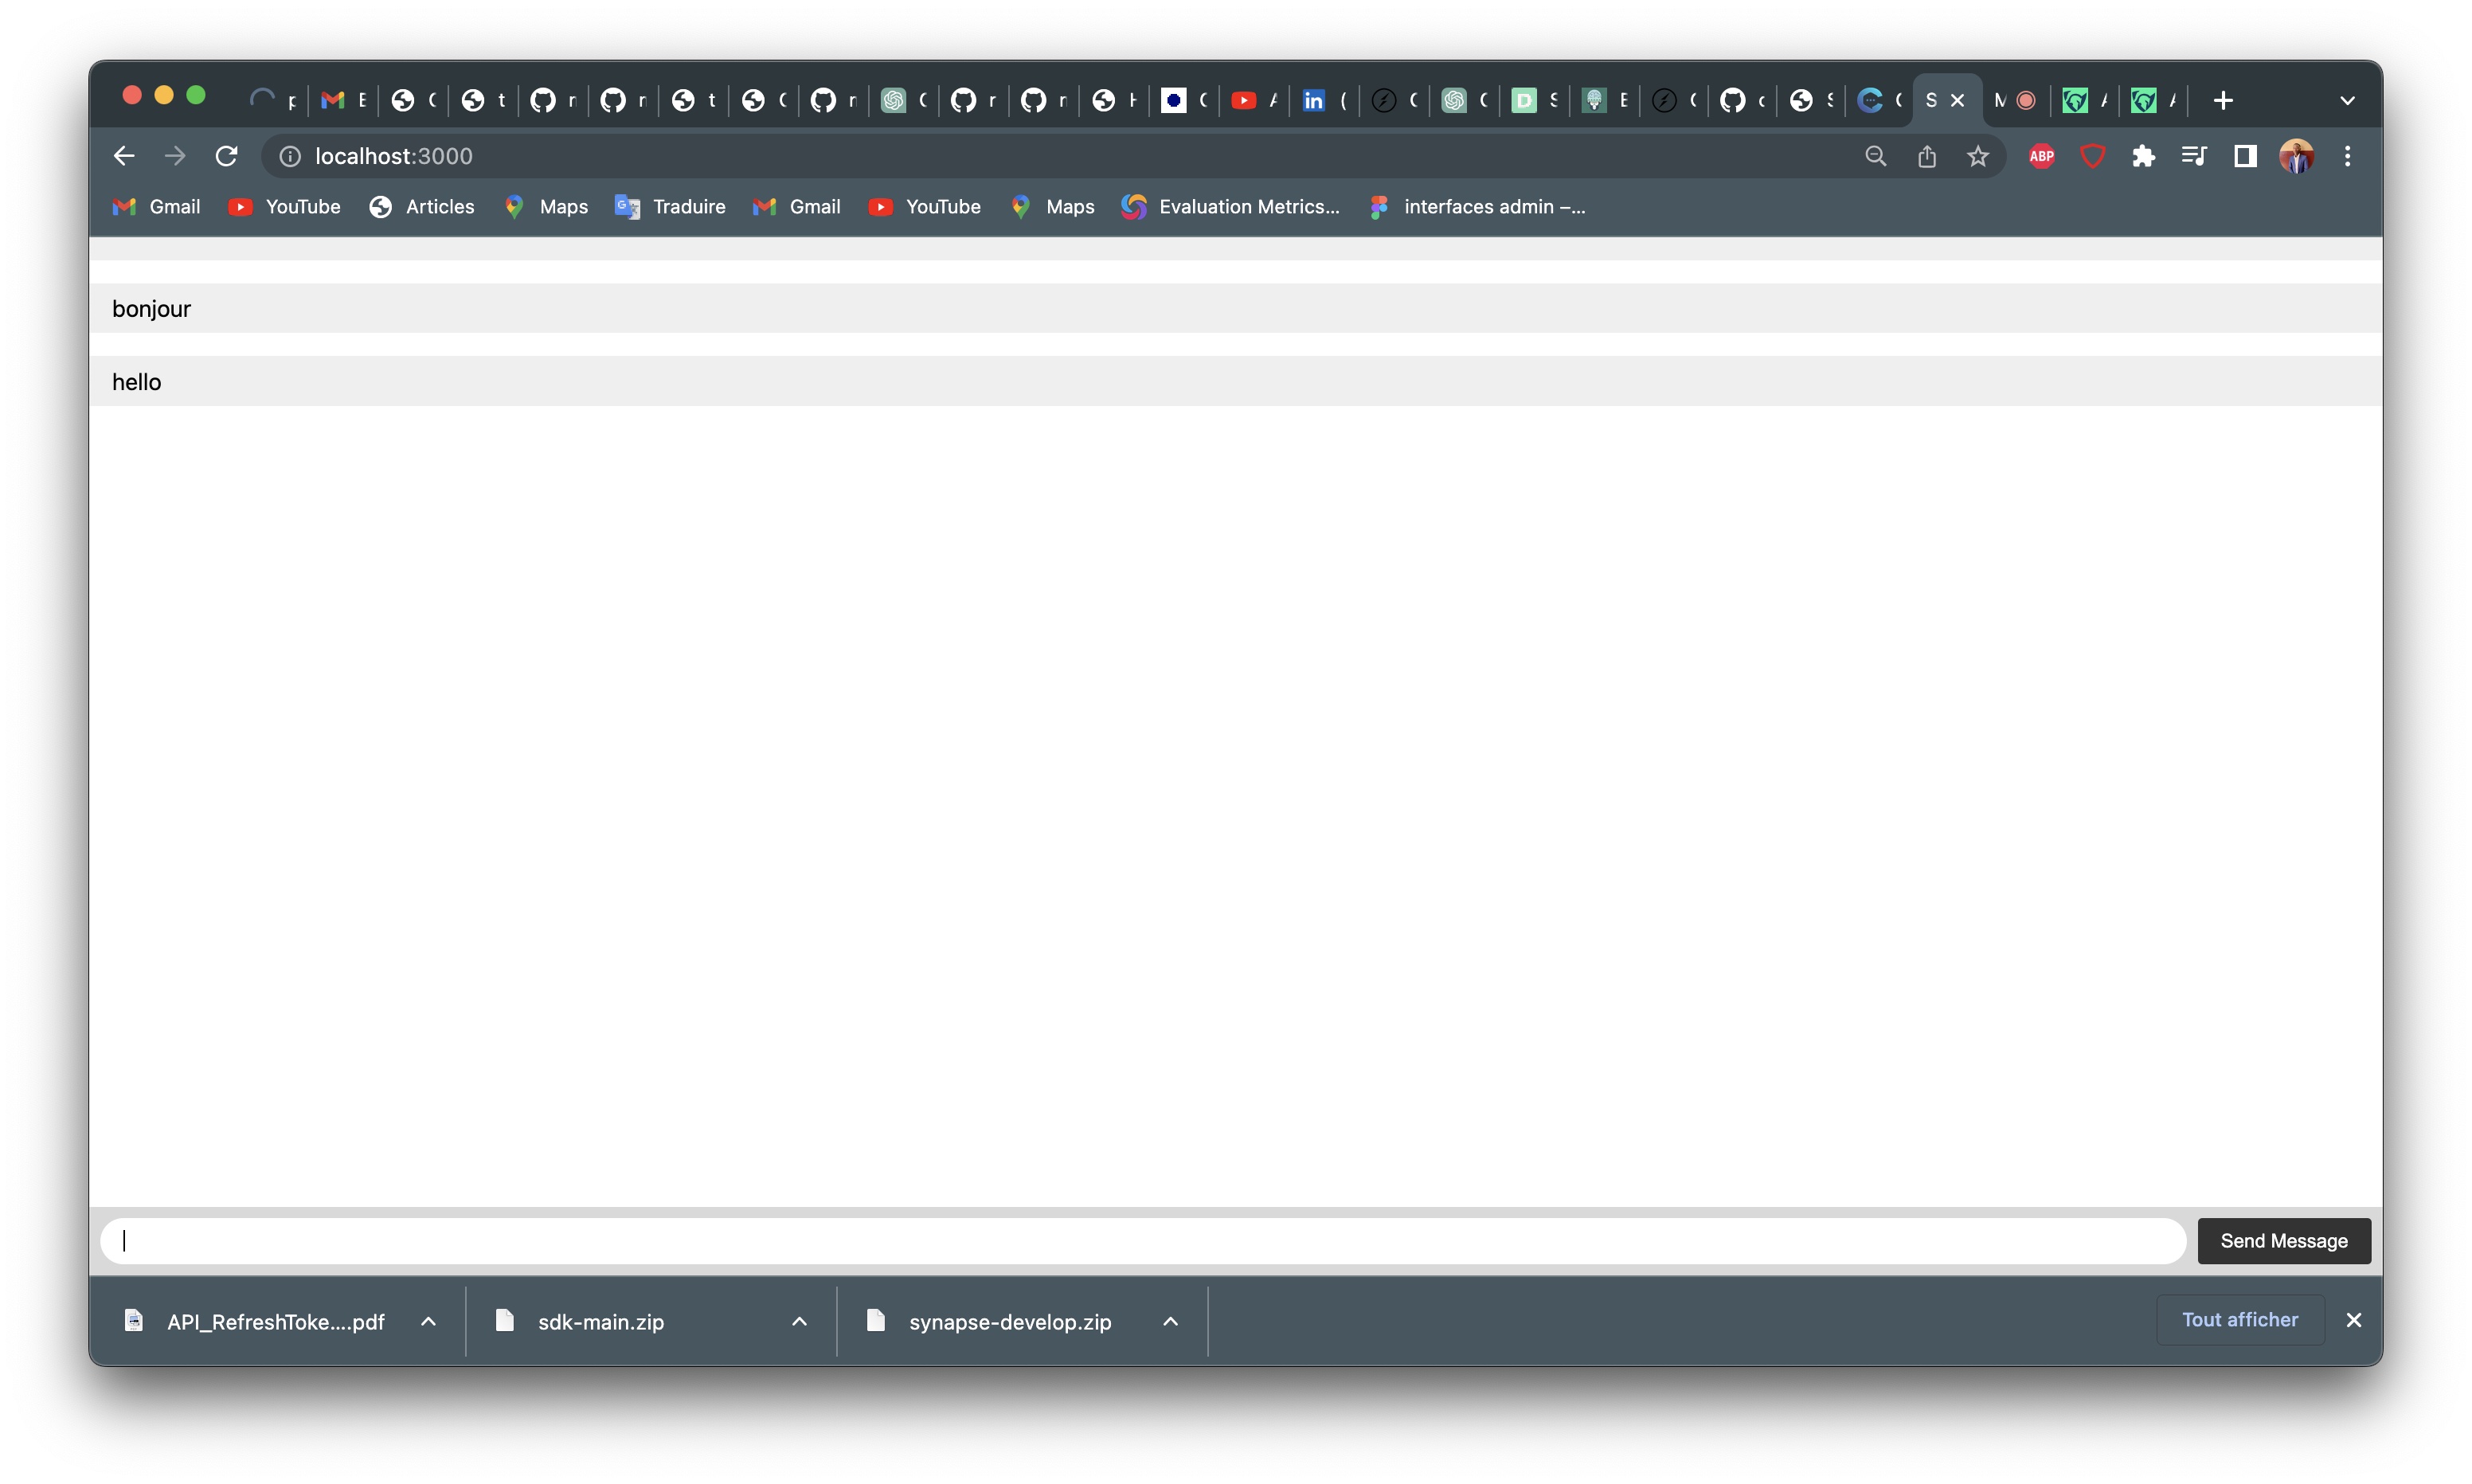 localhost:3000
ABP
Gmail YouTube Articles Maps Traduire Gmail YouTube Maps Evaluation Metrics... interfaces admin –...
bonjour
hello
Send Message
API_RefreshToke....pdf sdk-main.zip synapse-develop.zip Tout afficher